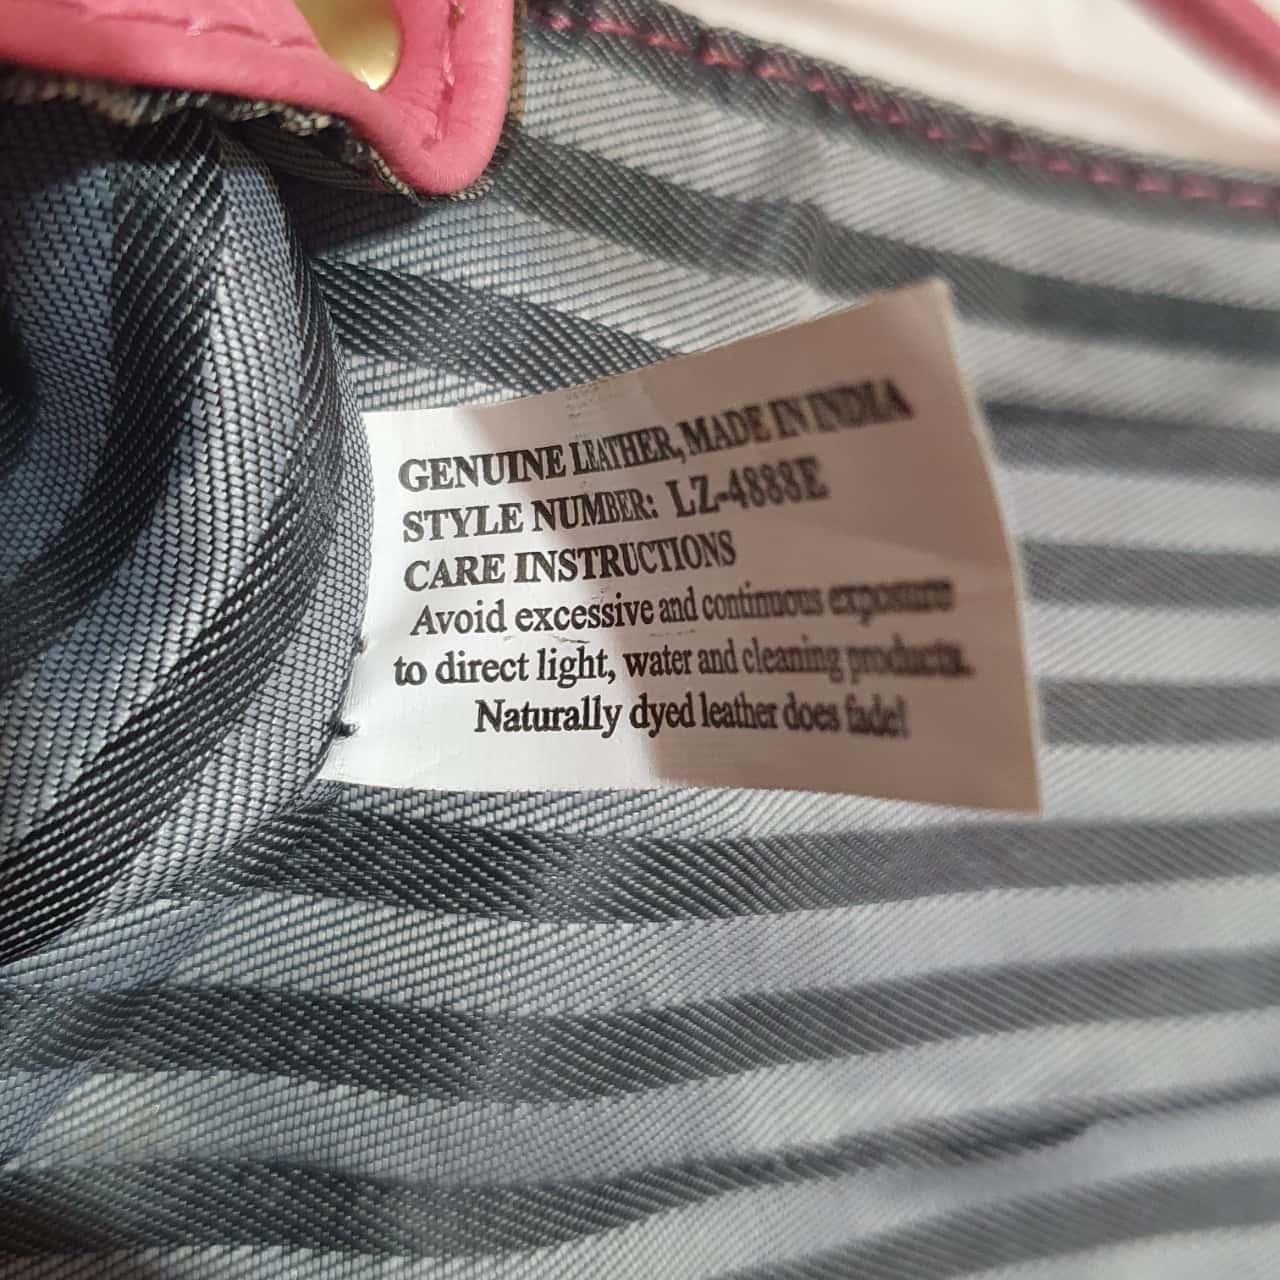 GENUINE LEATHER, MADE IN INDIA
STYLE NUMBER: LZ-4888E
CARE INSTRUCTIONS
Avoid excessive and continuous exposure
to direct light, water and cleaning products.
Naturally dyed leather does fade!